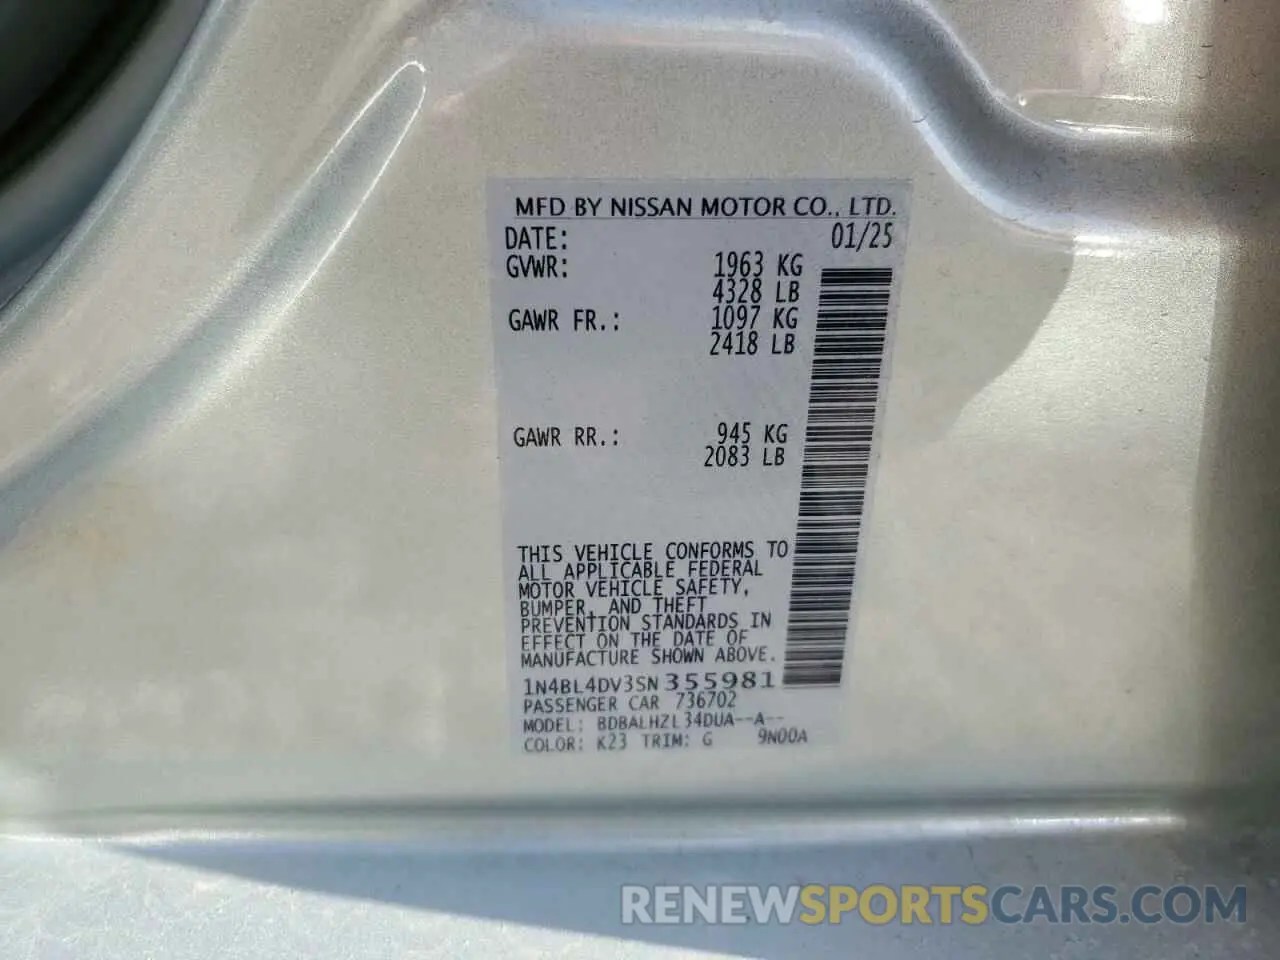 MFD BY NISSAN MOTOR CO., LTD.
DATE: 01/25
GVWR: 1963 KG
4328 LB
GAWR FR.: 1097 KG
2418 LB
GAWR RR.: 945 KG
2083 LB
THIS VEHICLE CONFORMS TO
ALL APPLICABLE FEDERAL
MOTOR VEHICLE SAFETY,
BUMPER, AND THEFT
PREVENTION STANDARDS IN
EFFECT ON THE DATE OF
MANUFACTURE SHOWN ABOVE.
1N4BL4DV3SN355981
PASSENGER CAR 736702
MODEL: BDBALHZL34DUA--A--
COLOR: K23 TRIM: G 9N00A
RENEWSPORTSCARS.COM